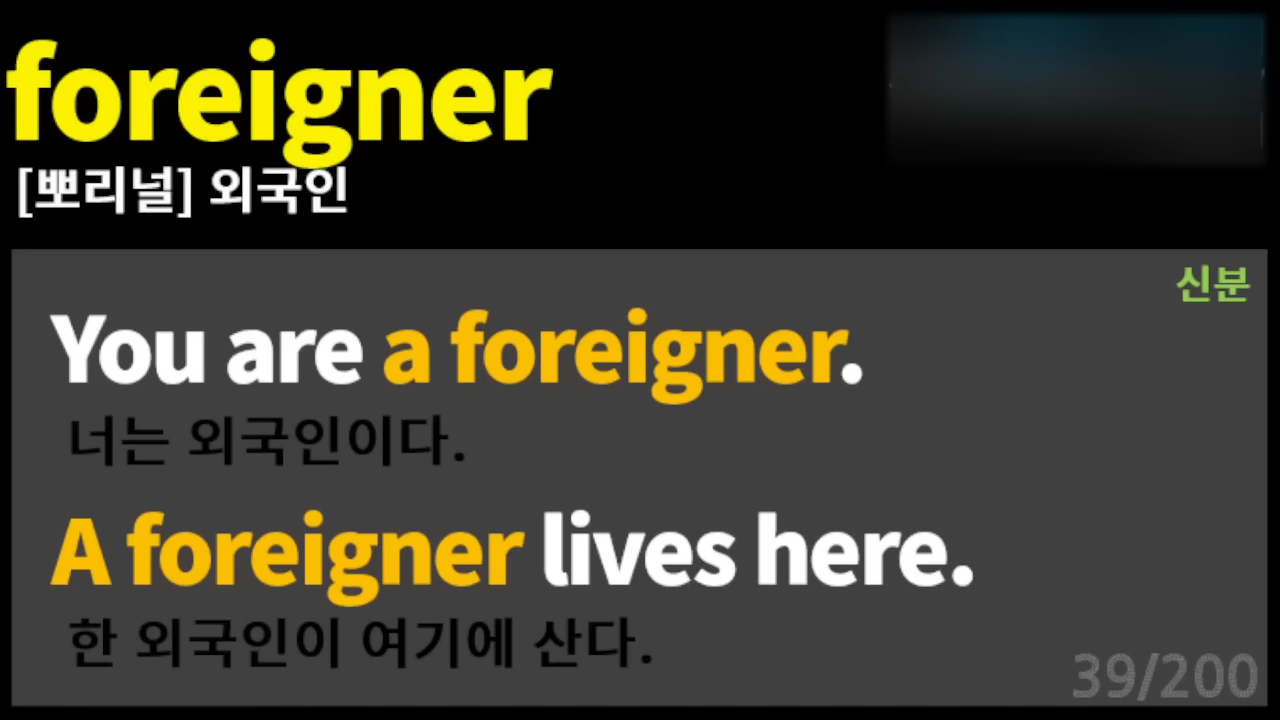 foreigner
[뽀리널] 외국인
신분
You are a foreigner.
너는 외국인이다.
A foreigner lives here.
한 외국인이 여기에 산다.
39/200